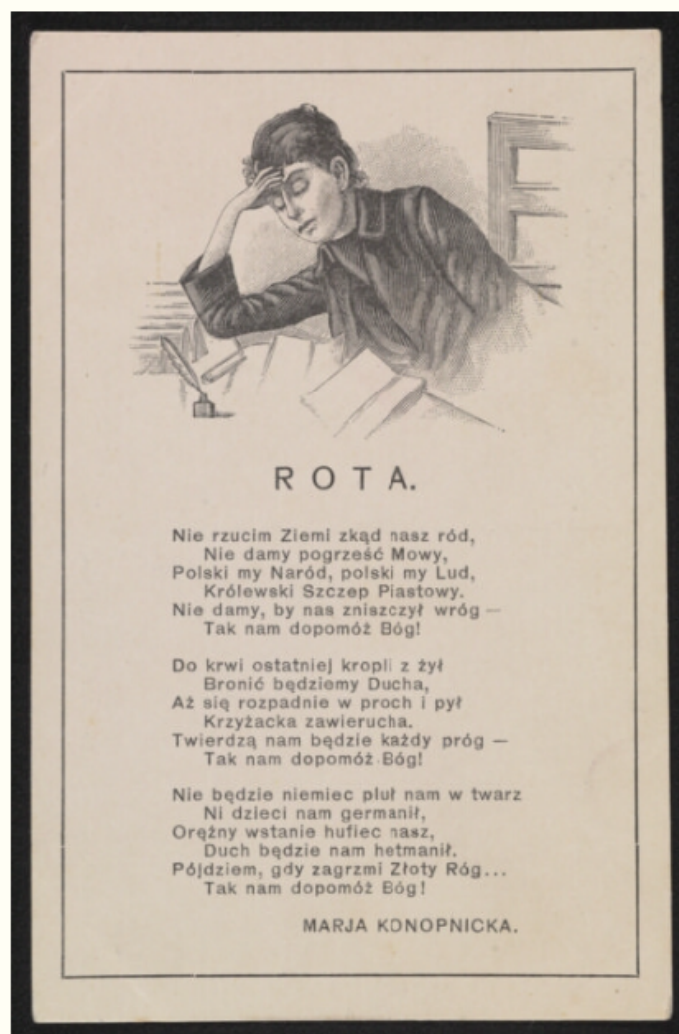 ROTA.
Nie rzucim Ziemi zkąd nasz ród,
Nie damy pogrześć Mowy,
Polski my Naród, polski my Lud,
Królewski Szczep Piastowy.
Nie damy, by nas zniszczył wróg —
Tak nam dopomóż Bóg!
Do krwi ostatniej kropli z żył
Bronić będziemy Ducha,
Aż się rozpadnie w proch i pył
Krzyżacka zawierucha.
Twierdzą nam będzie każdy próg —
Tak nam dopomóż Bóg!
Nie będzie niemiec pluł nam w twarz
Ni dzieci nam germanił,
Orężny wstanie hufiec nasz,
Duch będzie nam hetmanił.
Pójdziem, gdy zagrzmi Złoty Róg...
Tak nam dopomóż Bóg!
MARJA KONOPNICKA.